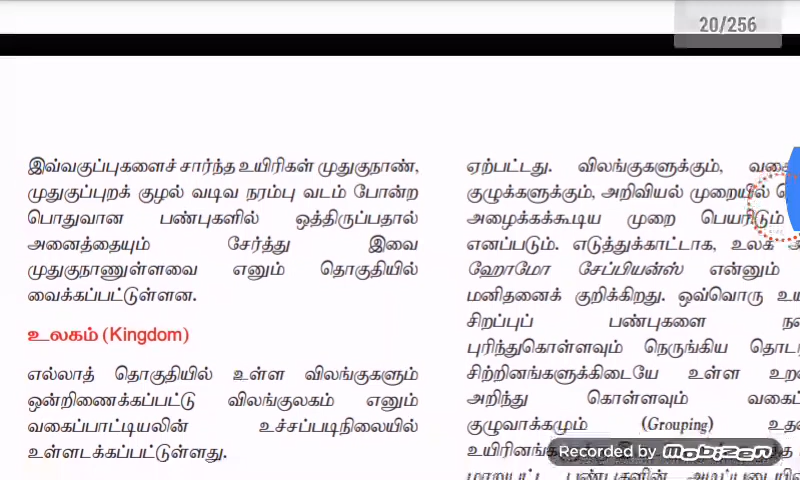 20/256
இவ்வகுப்புகளைச் சார்ந்த உயிரிகள் முதுகுநாண்,
முதுகுப்புறக் குழல் வடிவ நரம்பு வடம் போன்ற
பொதுவான பண்புகளில் ஒத்திருப்பதால்
அனைத்தையும் சேர்த்து இவை
முதுகுநாணுள்ளவை எனும் தொகுதியில்
வைக்கப்பட்டுள்ளன.
உலகம் (Kingdom)
எல்லாத் தொகுதியில் உள்ள விலங்குகளும்
ஒன்றிணைக்கப்பட்டு விலங்குலகம் எனும்
வகைப்பாட்டியலின் உச்சப்படிநிலையில்
உள்ளடக்கப்பட்டுள்ளது.
ஏற்பட்டது. விலங்குகளுக்கும்,
குழுக்களுக்கும், அறிவியல் முறையில்
அழைக்கக்கூடிய முறை பெயரிடும்
எனப்படும். எடுத்துக்காட்டாக, உலக
ஹோமோ சேப்பியன்ஸ் என்னும்
மனிதனைக் குறிக்கிறது. ஒவ்வொரு
சிறப்புப் பண்புகளை
புரிந்துகொள்ளவும் நெருங்கிய
சிற்றினங்களுக்கிடையே உள்ள
அறிந்து கொள்ளவும்
குழுவாக்கமும் (Grouping)
Recorded by Mobizen